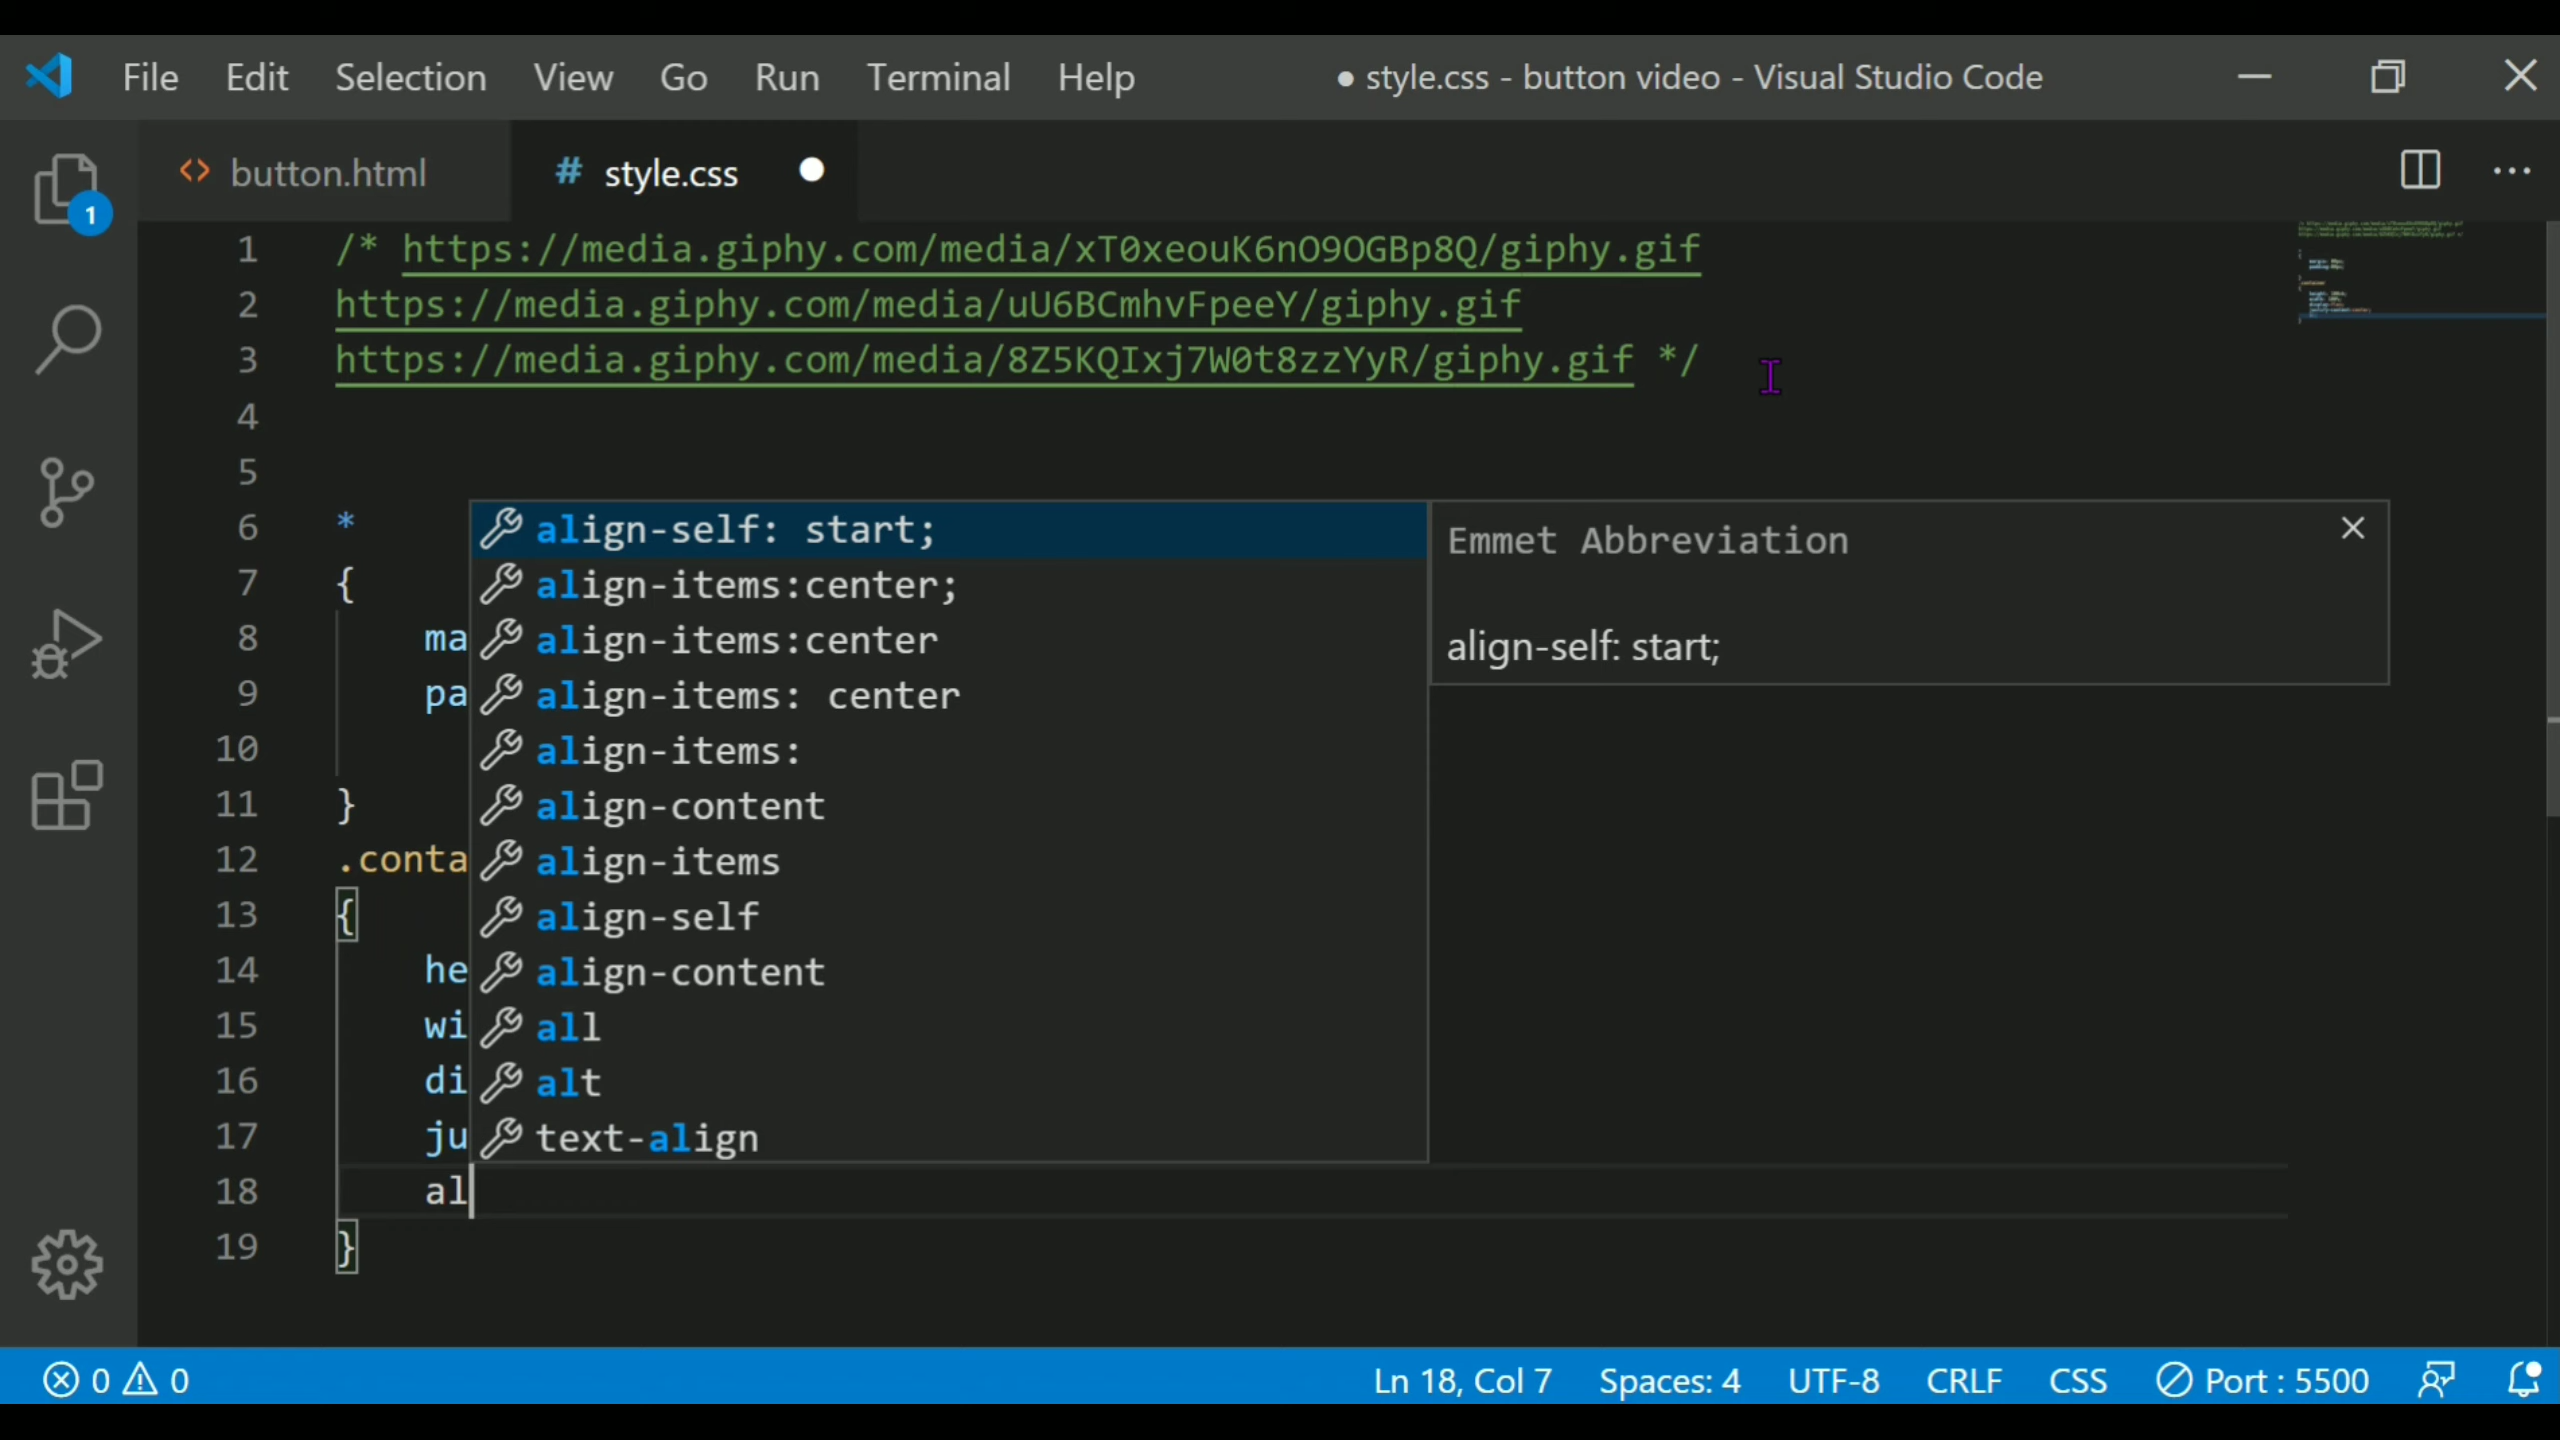 File Edit Selection View Go Run Terminal Help ● style.css - button video - Visual Studio Code
<> button.html # style.css ●
1
1 /* https://media.giphy.com/media/xT0xeouK6nO9OGBp8Q/giphy.gif
2 https://media.giphy.com/media/uU6BCmhvFpeeY/giphy.gif
3 https://media.giphy.com/media/8Z5KQIxj7W0t8zzYyR/giphy.gif */
4
5
6 * align-self: start; Emmet Abbreviation
7 { align-items:center;
8 ma align-items:center align-self: start;
9 pa align-items: center
10 align-items:
11 } align-content
12 .conta align-items
13 { align-self
14 he align-content
15 wi all
16 di alt
17 ju text-align
18 al
19 }
0 0 Ln 18, Col 7 Spaces: 4 UTF-8 CRLF CSS Port : 5500